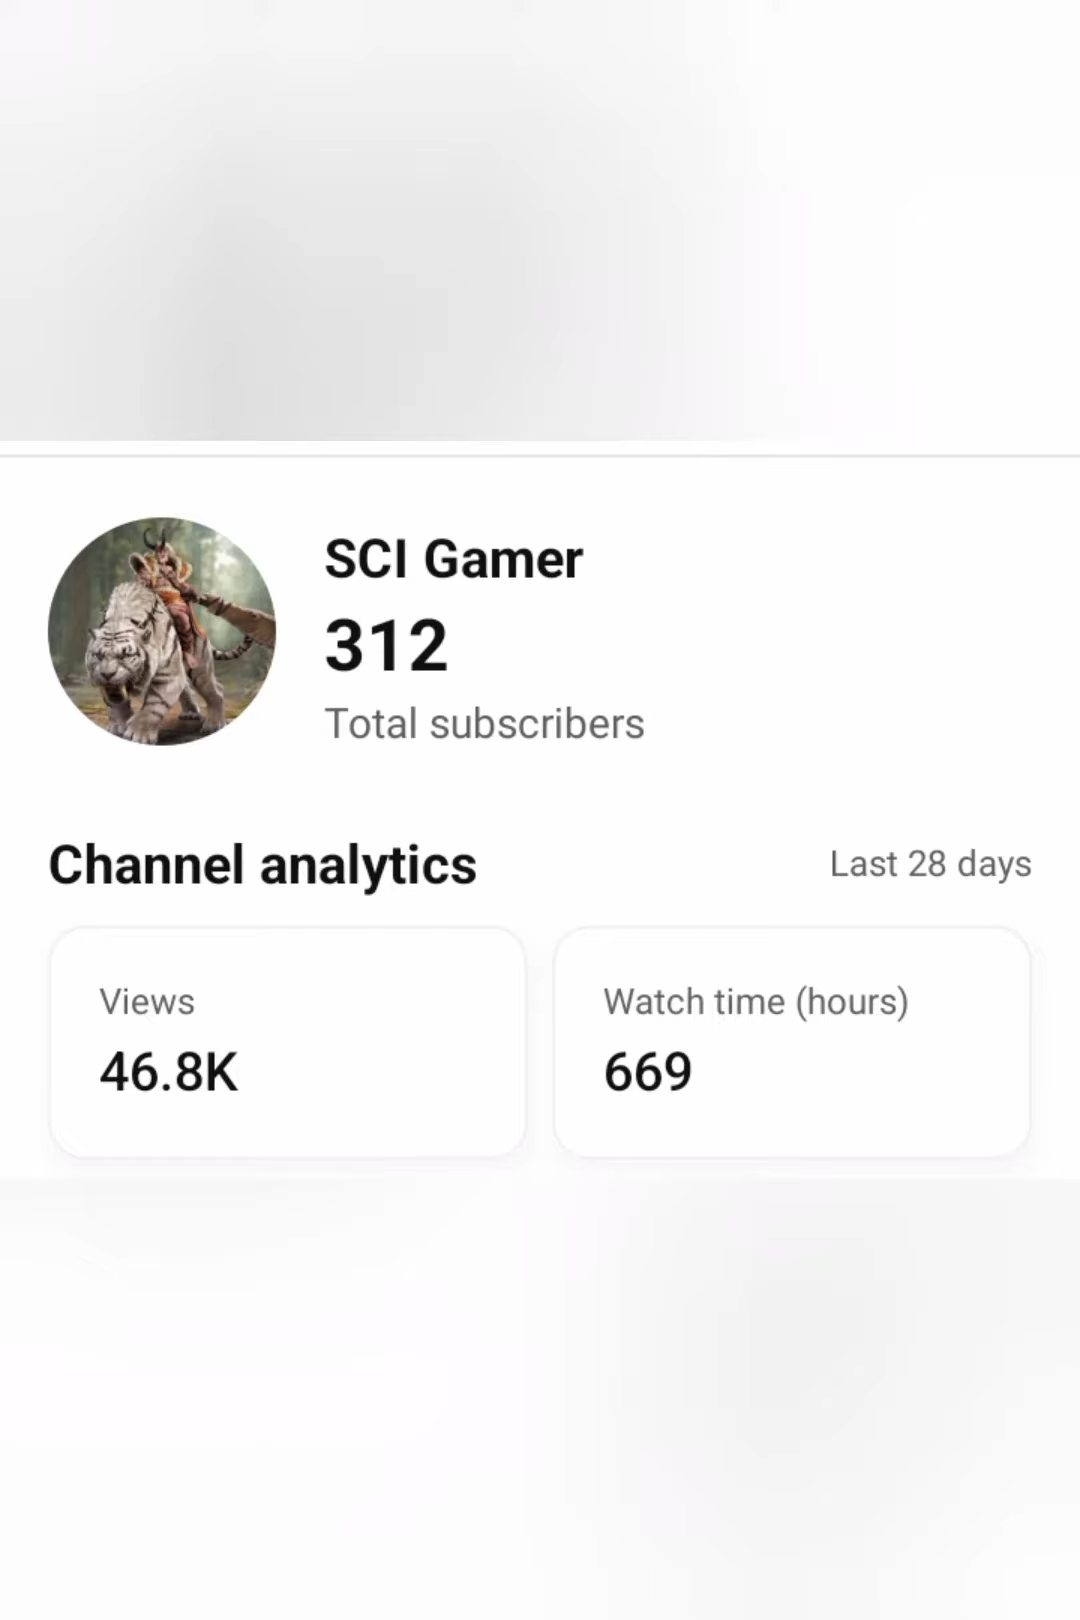 SCI Gamer
312
Total subscribers
Channel analytics
Last 28 days
Views
46.8K
Watch time (hours)
669